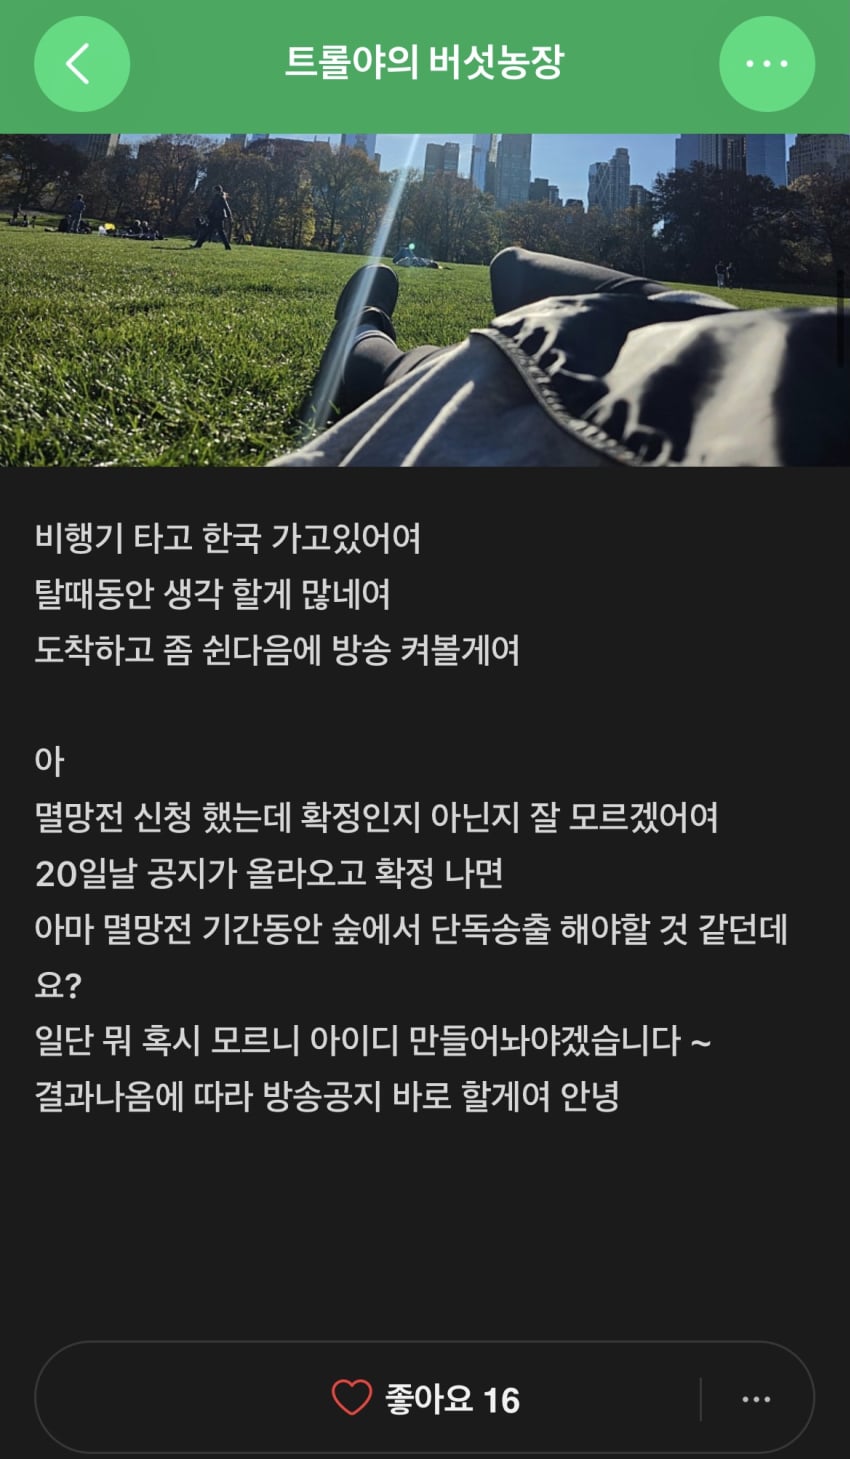 트롤야의 버섯농장
비행기 타고 한국 가고있어여
탈때동안 생각 할게 많네여
도착하고 좀 쉰다음에 방송 켜볼게여
아
멸망전 신청 했는데 확정인지 아닌지 잘 모르겠어여
20일날 공지가 올라오고 확정 나면
아마 멸망전 기간동안 숲에서 단독송출 해야할 것 같던데
요?
일단 뭐 혹시 모르니 아이디 만들어놔야겠습니다 ~
결과나옴에 따라 방송공지 바로 할게여 안녕
좋아요 16